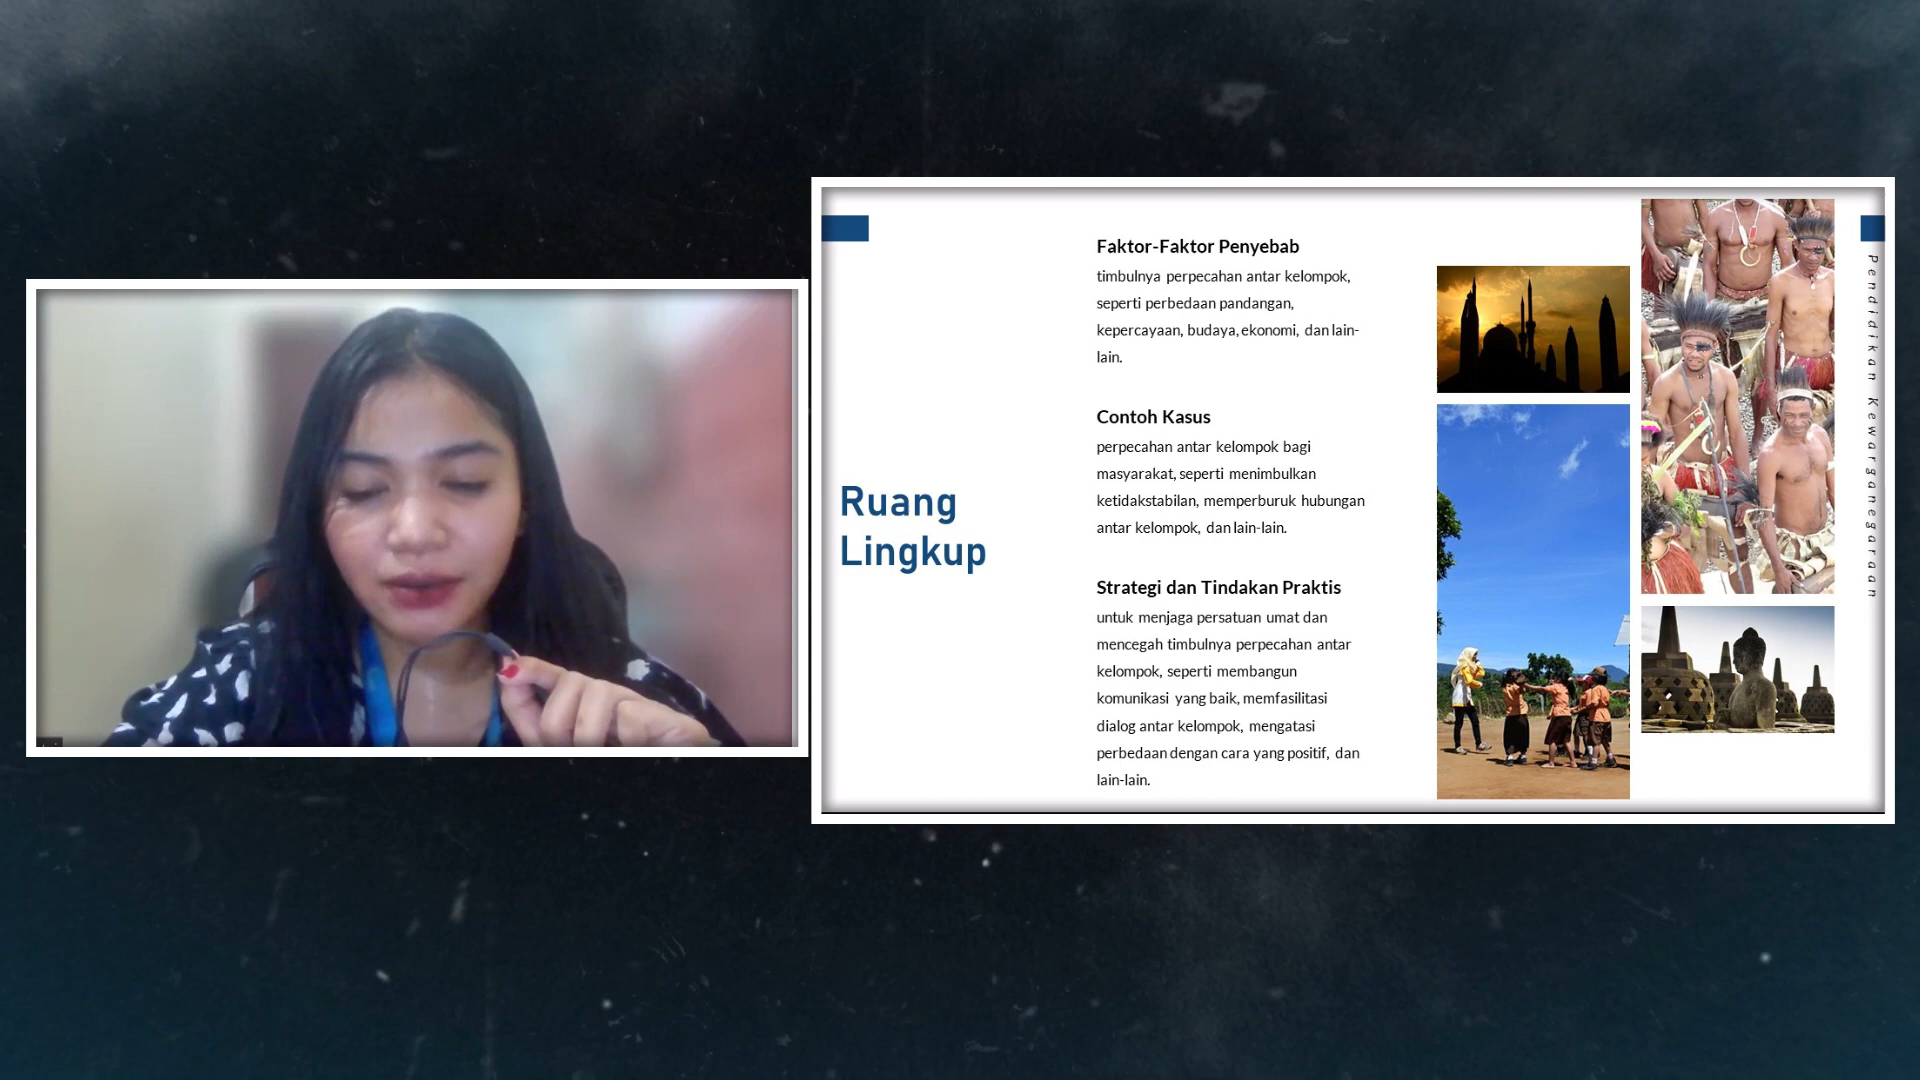 Ruang
Lingkup
Faktor-Faktor Penyebab
timbulnya perpecahan antar kelompok,
seperti perbedaan pandangan,
kepercayaan, budaya, ekonomi, dan lain-
lain.
Contoh Kasus
perpecahan antar kelompok bagi
masyarakat, seperti menimbulkan
ketidakstabilan, memperburuk hubungan
antar kelompok, dan lain-lain.
Strategi dan Tindakan Praktis
untuk menjaga persatuan umat dan
mencegah timbulnya perpecahan antar
kelompok, seperti membangun
komunikasi yang baik, memfasilitasi
dialog antar kelompok, mengatasi
perbedaan dengan cara yang positif, dan
lain-lain.
Pendidikan Kewarganegaraan